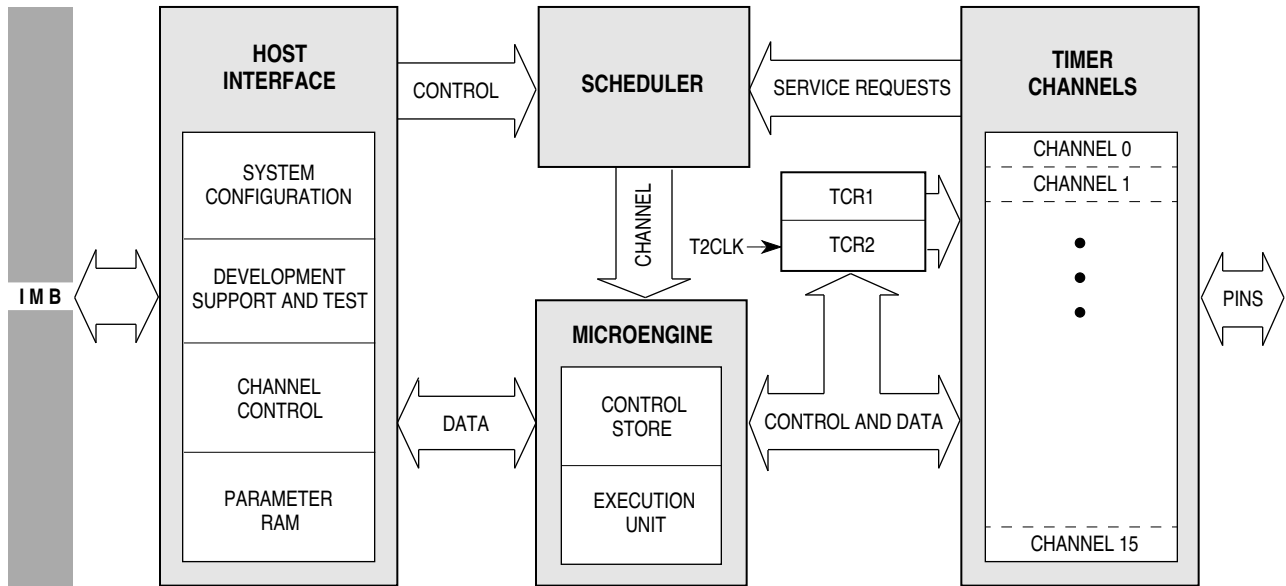 HOST
INTERFACE
SYSTEM
CONFIGURATION
DEVELOPMENT
SUPPORT AND TEST
CHANNEL
CONTROL
PARAMETER
RAM
I M B
CONTROL
SCHEDULER
SERVICE REQUESTS
CHANNEL
DATA
MICROENGINE
CONTROL
STORE
EXECUTION
UNIT
TCR1
T2CLK
TCR2
CONTROL AND DATA
TIMER
CHANNELS
CHANNEL 0
CHANNEL 1
CHANNEL 15
PINS